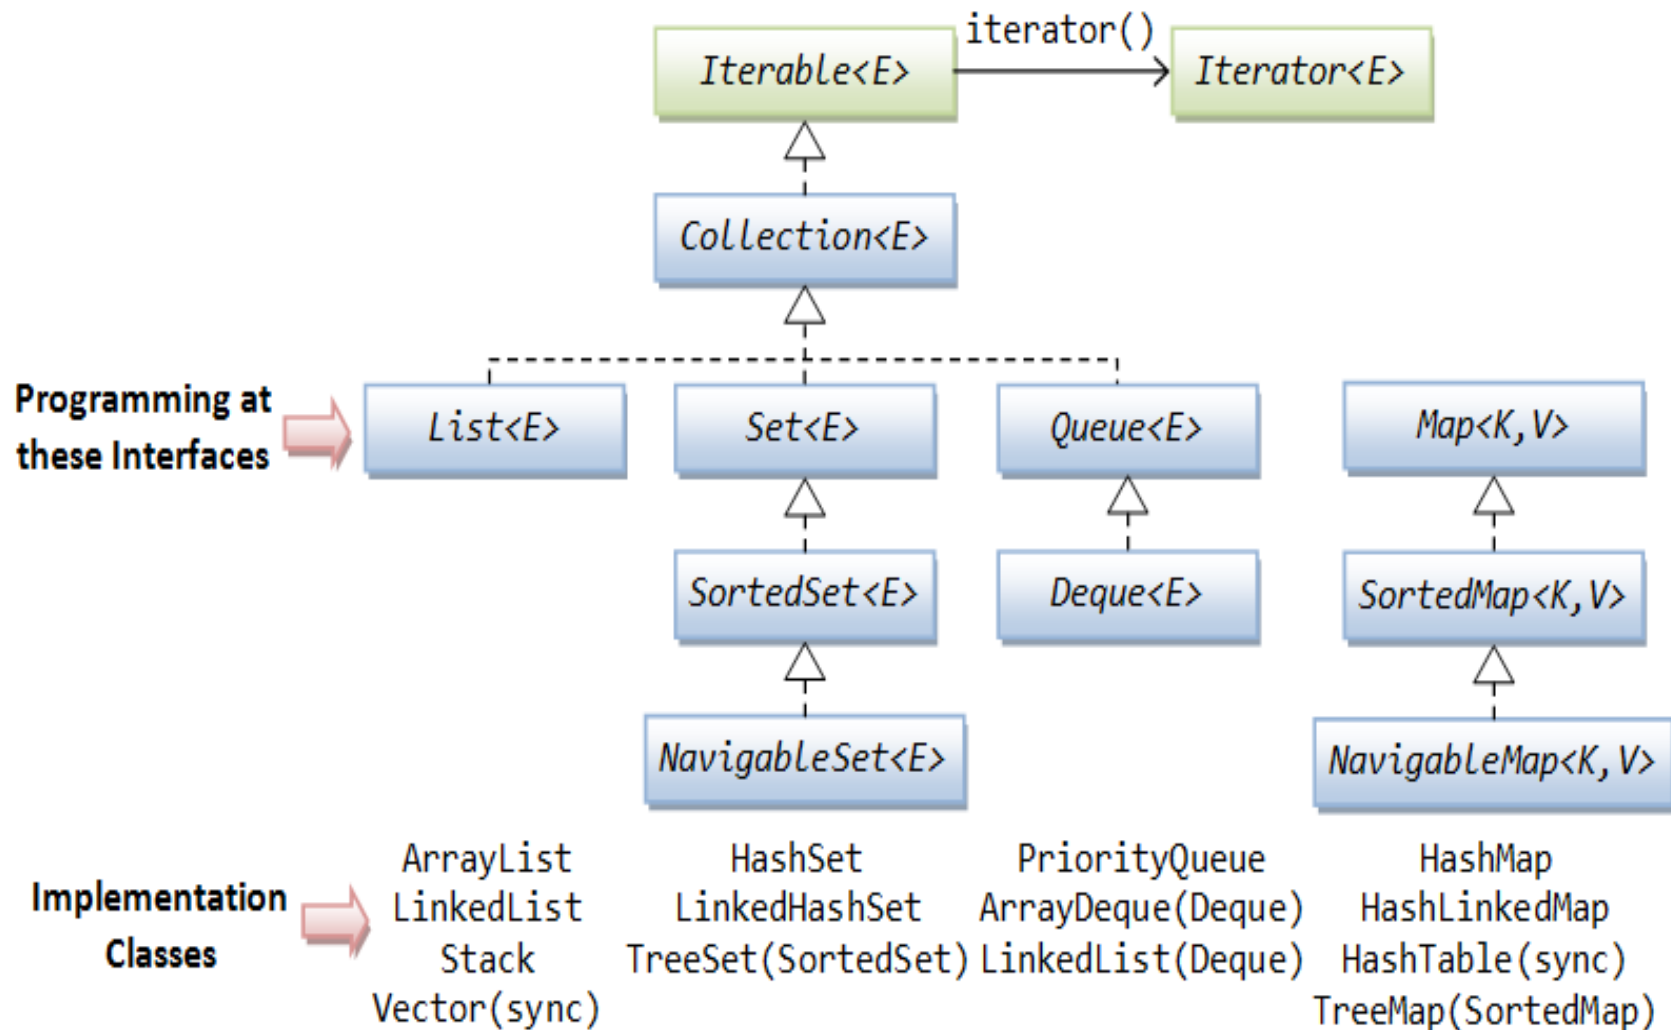 iterator()
Iterable<E>
Iterator<E>
Collection<E>
Programming at
these Interfaces
List<E>
Set<E>
Queue<E>
Map<K,V>
SortedSet<E>
Deque<E>
SortedMap<K,V>
NavigableSet<E>
NavigableMap<K,V>
Implementation
Classes
ArrayList
LinkedList
Stack
Vector(sync)
HashSet
LinkedHashSet
TreeSet(SortedSet)
PriorityQueue
ArrayDeque(Deque)
LinkedList(Deque)
HashMap
HashLinkedMap
HashTable(sync)
TreeMap(SortedMap)